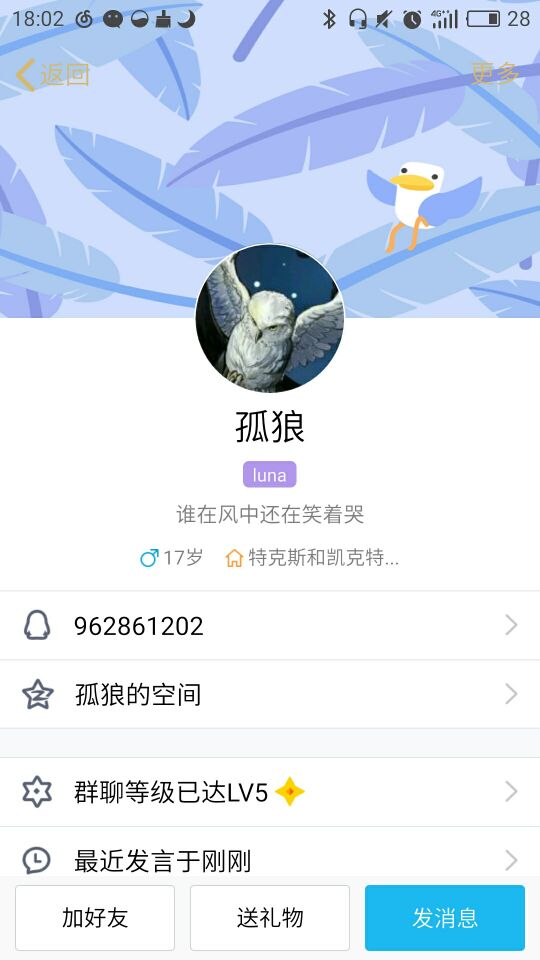 18:02
4G++
28
返回
更多
孤狼
luna
谁在风中还在笑着哭
17岁
特克斯和凯克特...
962861202
孤狼的空间
群聊等级已达LV5
最近发言于刚刚
加好友
送礼物
发消息